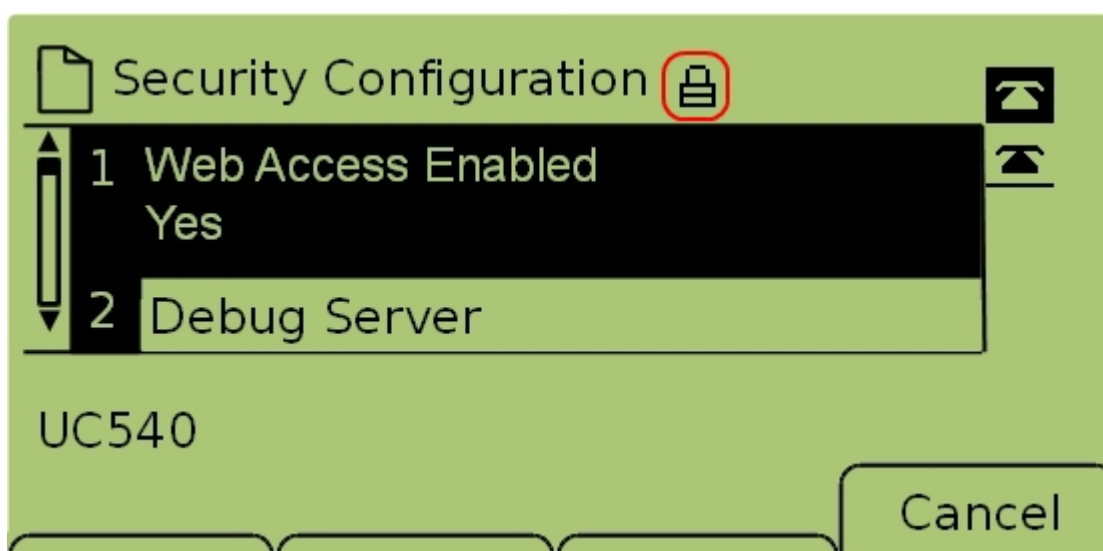 Security Configuration
1 Web Access Enabled
Yes
2 Debug Server
UC540
Cancel